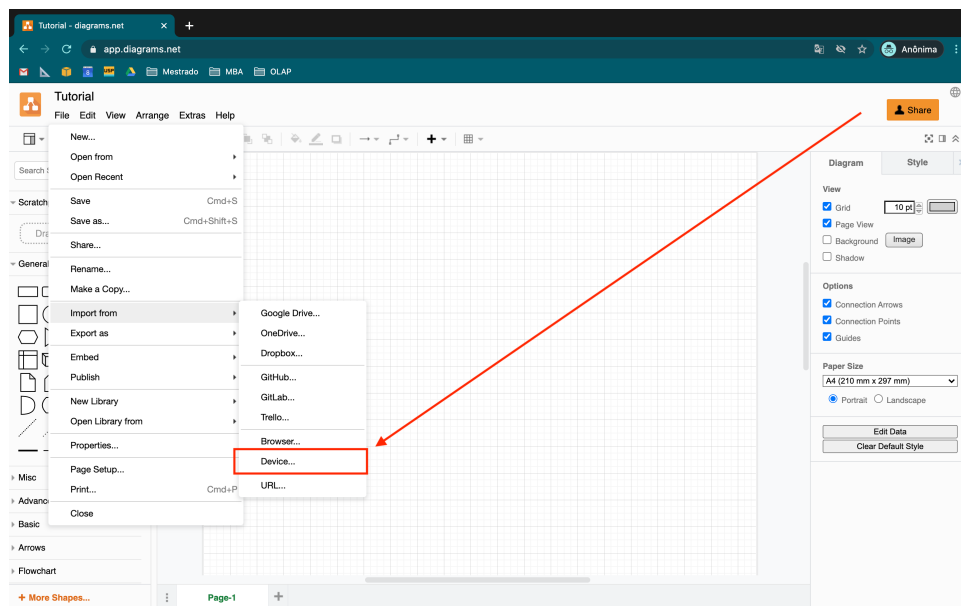 Tutorial - diagrams.net
app.diagrams.net
Anônima
USP
Mestrado
MBA
OLAP
Tutorial
File Edit View Arrange Extras Help
Share
New...
Open from
Open Recent
Save Cmd+S
Save as... Cmd+Shift+S
Share...
Rename...
Make a Copy...
Import from
Export as
Embed
Publish
New Library
Open Library from
Properties...
Page Setup...
Print... Cmd+P
Close
Google Drive...
OneDrive...
Dropbox...
GitHub...
GitLab...
Trello...
Browser...
Device...
URL...
Search
Scratch
Dra
General
Misc
Advanc
Basic
Arrows
Flowchart
+ More Shapes...
Page-1
Diagram Style
View
Grid 10 pt
Page View
Background Image
Shadow
Options
Connection Arrows
Connection Points
Guides
Paper Size
A4 (210 mm x 297 mm)
Portrait Landscape
Edit Data
Clear Default Style